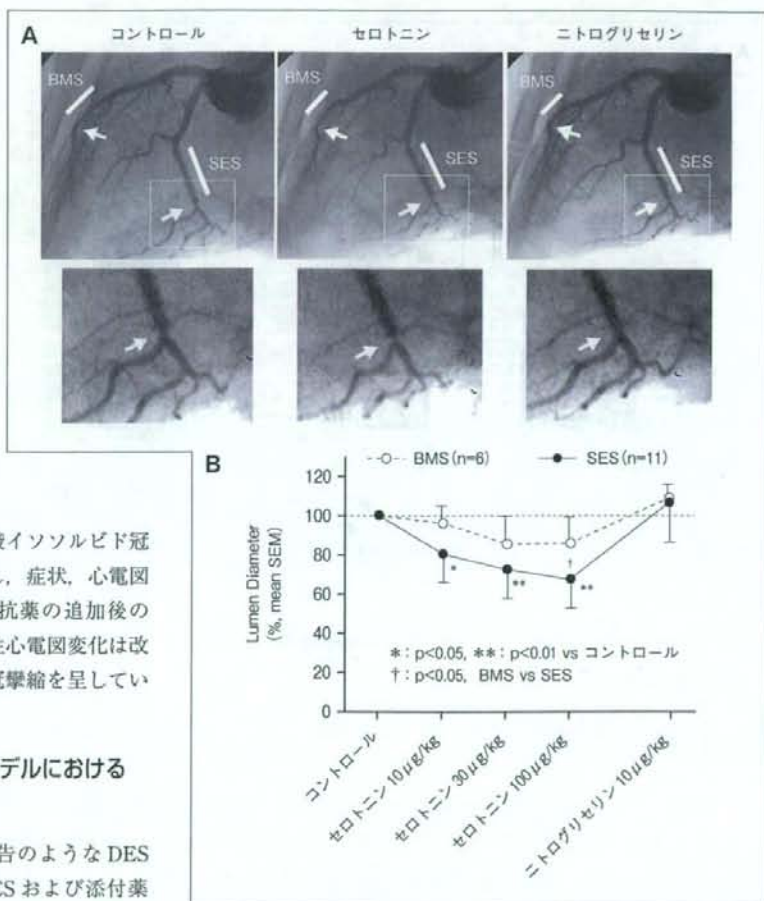 A
コントロール
セロトニン
ニトログリセリン
BMS
SES
BMS
SES
BMS
SES
B
BMS(n=6)
SES(n=11)
Lumen Diameter
(%, mean SEM)
120
100
80
60
40
20
0
*
**
†
**
*:p<0.05, **:p<0.01 vs コントロール
†:p<0.05, BMS vs SES
コントロール
セロトニン 10μg/kg
セロトニン 30μg/kg
セロトニン 100μg/kg
ニトログリセリン 10μg/kg
イソソルビド冠
,症状,心電図
抗薬の追加後の
心電図変化は改
攣縮を呈してい
デルにおける
告のような DES
ES および添付薬